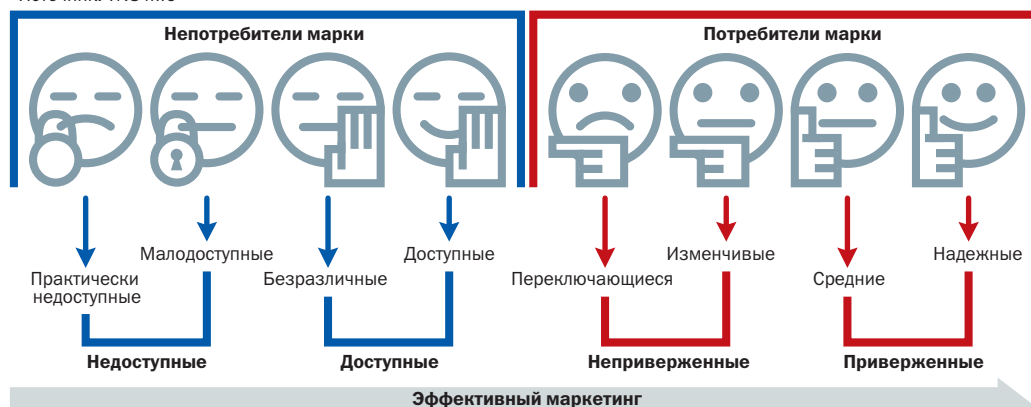 Непотребители марки
Потребители марки
Практически
недоступные
Малодоступные
Безразличные
Доступные
Переключающиеся
Изменчивые
Средние
Надежные
Недоступные
Доступные
Неприверженные
Приверженные
Эффективный маркетинг